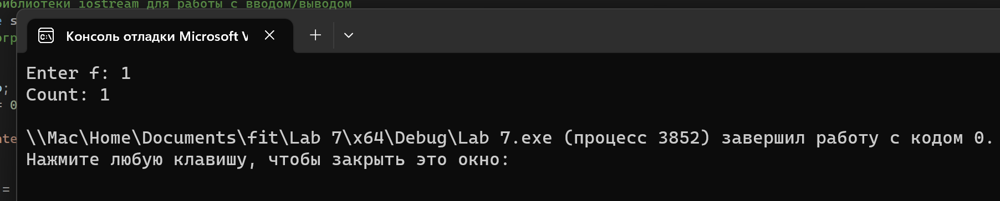 иблиотеки iostream для работы с вводом/выводом
Консоль отладки Microsoft V
Enter f: 1
Count: 1
\\Mac\Home\Documents\fit\Lab 7\x64\Debug\Lab 7.exe (процесс 3852) завершил работу с кодом 0.
Нажмите любую клавишу, чтобы закрыть это окно: